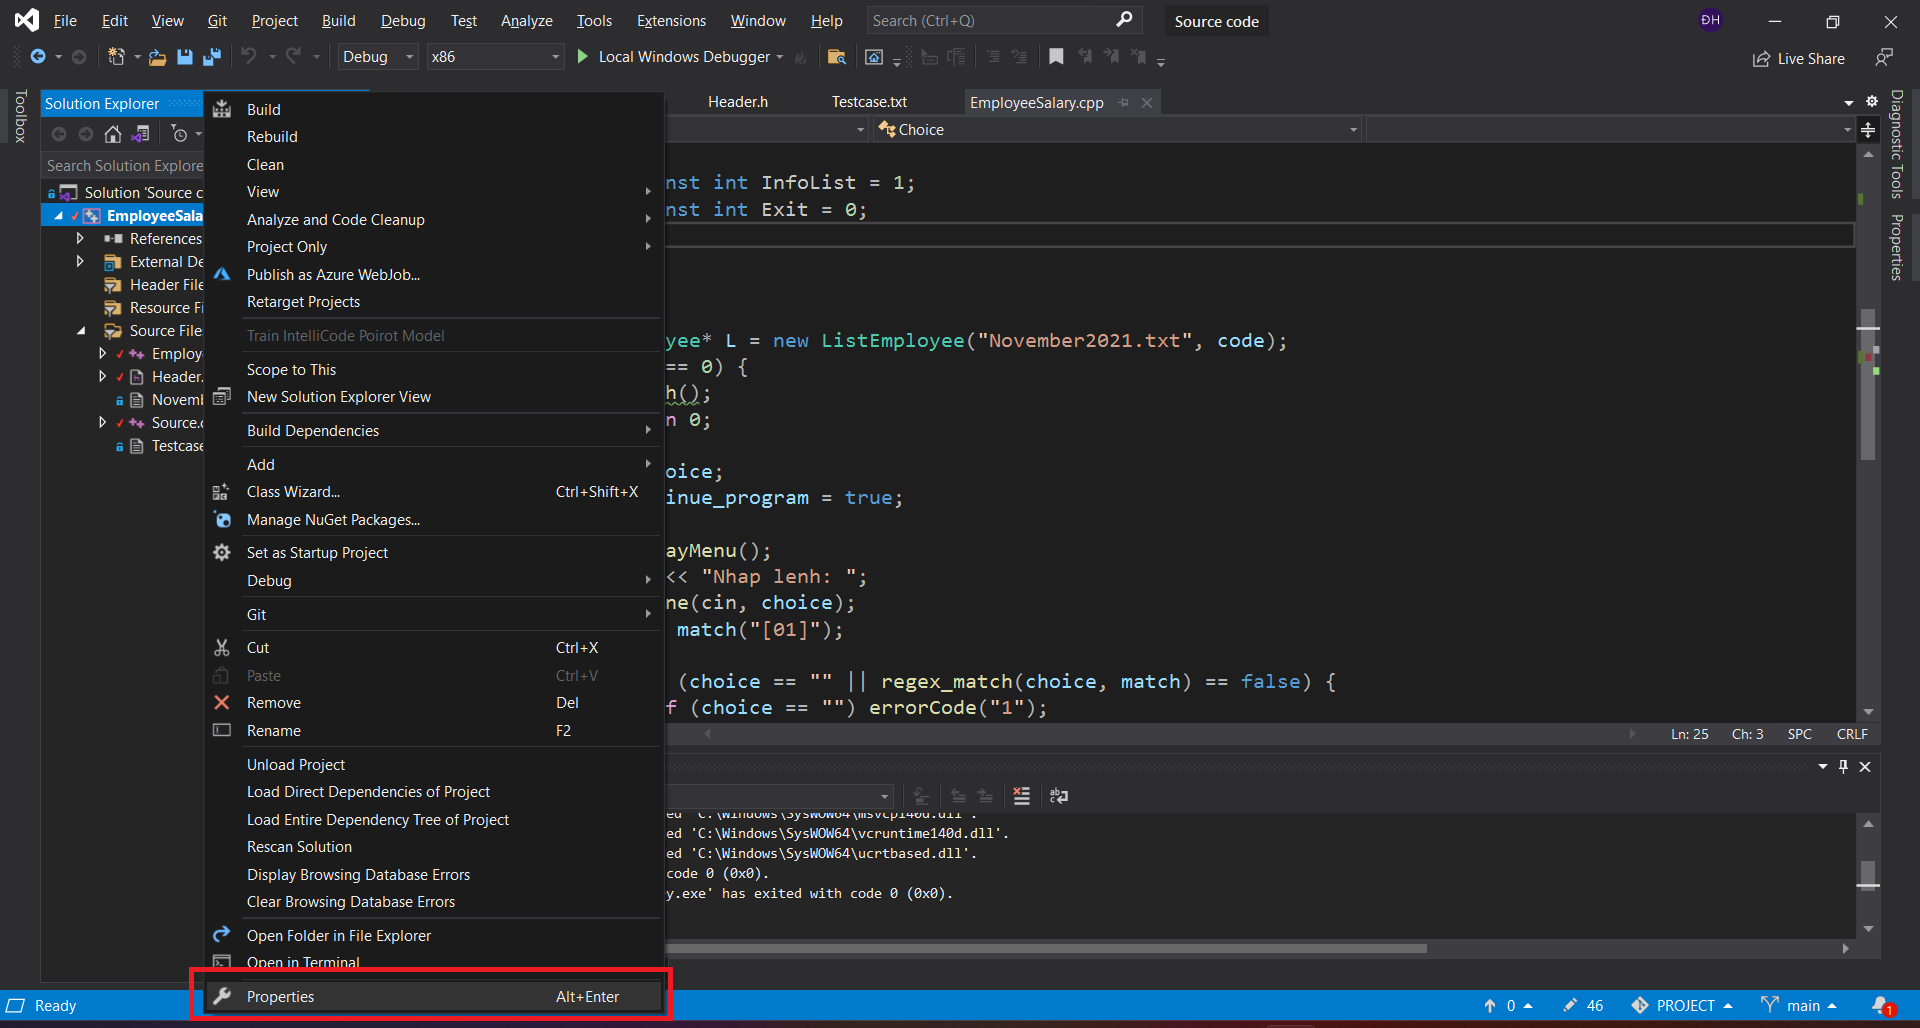 File Edit View Git Project Build Debug Test Analyze Tools Extensions Window Help Search (Ctrl+Q) Source code ĐH
Debug x86 Local Windows Debugger Live Share
Toolbox
Solution Explorer
Search Solution Explore
Solution 'Source c
EmployeeSala
References
External De
Header File
Resource Fi
Source File
Employ
Header.
Novemb
Source.c
Testcase
Build
Rebuild
Clean
View
Analyze and Code Cleanup
Project Only
Publish as Azure WebJob...
Retarget Projects
Train IntelliCode Poirot Model
Scope to This
New Solution Explorer View
Build Dependencies
Add
Class Wizard... Ctrl+Shift+X
Manage NuGet Packages...
Set as Startup Project
Debug
Git
Cut Ctrl+X
Paste Ctrl+V
Remove Del
Rename F2
Unload Project
Load Direct Dependencies of Project
Load Entire Dependency Tree of Project
Rescan Solution
Display Browsing Database Errors
Clear Browsing Database Errors
Open Folder in File Explorer
Open in Terminal
Properties Alt+Enter
Header.h Testcase.txt EmployeeSalary.cpp
Choice
nst int InfoList = 1;
nst int Exit = 0;
yee* L = new ListEmployee("November2021.txt", code);
== 0) {
h();
n 0;
oice;
inue_program = true;
ayMenu();
<< "Nhap lenh: ";
ne(cin, choice);
match("[01]");
(choice == "" || regex_match(choice, match) == false) {
f (choice == "") errorCode("1");
Ln: 25 Ch: 3 SPC CRLF
ed 'C:\Windows\SysWOW64\msvcp140d.dll'.
ed 'C:\Windows\SysWOW64\vcruntime140d.dll'.
ed 'C:\Windows\SysWOW64\ucrtbased.dll'.
code 0 (0x0).
y.exe' has exited with code 0 (0x0).
Diagnostic Tools
Properties
Ready 0 46 PROJECT main 1